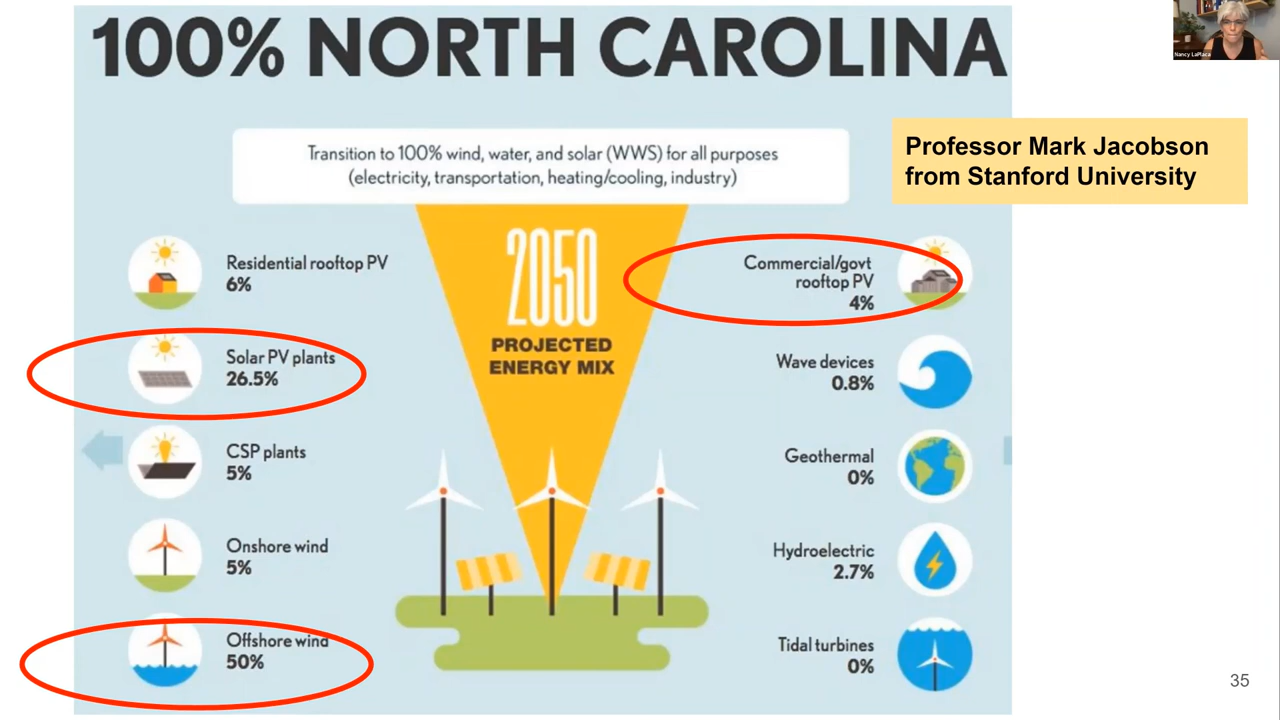 100% NORTH CAROLINA
Nancy LaPlaca
Transition to 100% wind, water, and solar (WWS) for all purposes
(electricity, transportation, heating/cooling, industry)
Professor Mark Jacobson
from Stanford University
2050
PROJECTED
ENERGY MIX
Residential rooftop PV
6%
Solar PV plants
26.5%
CSP plants
5%
Onshore wind
5%
Offshore wind
50%
Commercial/govt
rooftop PV
4%
Wave devices
0.8%
Geothermal
0%
Hydroelectric
2.7%
Tidal turbines
0%
35